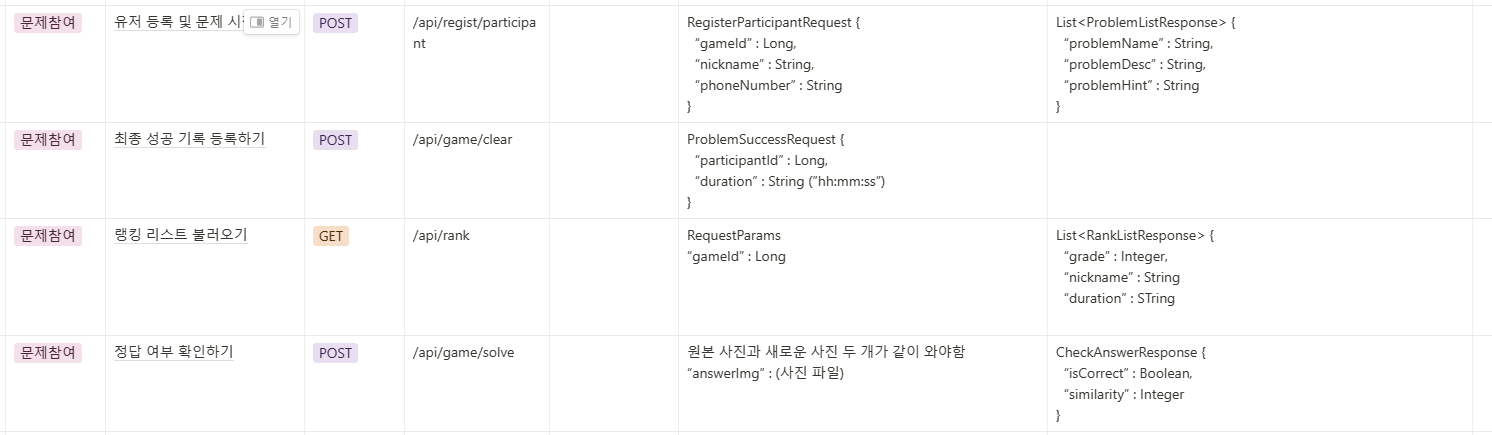 문제참여
유저 등록 및 문제 시
열기
POST
/api/regist/participa
nt
RegisterParticipantRequest {
“gameId” : Long,
“nickname” : String,
“phoneNumber” : String
}
List<ProblemListResponse> {
“problemName” : String,
“problemDesc” : String,
“problemHint” : String
}
문제참여
최종 성공 기록 등록하기
POST
/api/game/clear
ProblemSuccessRequest {
“participantId” : Long,
“duration” : String (”hh:mm:ss”)
}
문제참여
랭킹 리스트 불러오기
GET
/api/rank
RequestParams
“gameId” : Long
List<RankListResponse> {
“grade” : Integer,
“nickname” : String
“duration” : STring
문제참여
정답 여부 확인하기
POST
/api/game/solve
원본 사진과 새로운 사진 두 개가 같이 와야함
“answerImg” : (사진 파일)
CheckAnswerResponse {
“isCorrect” : Boolean,
“similarity” : Integer
}